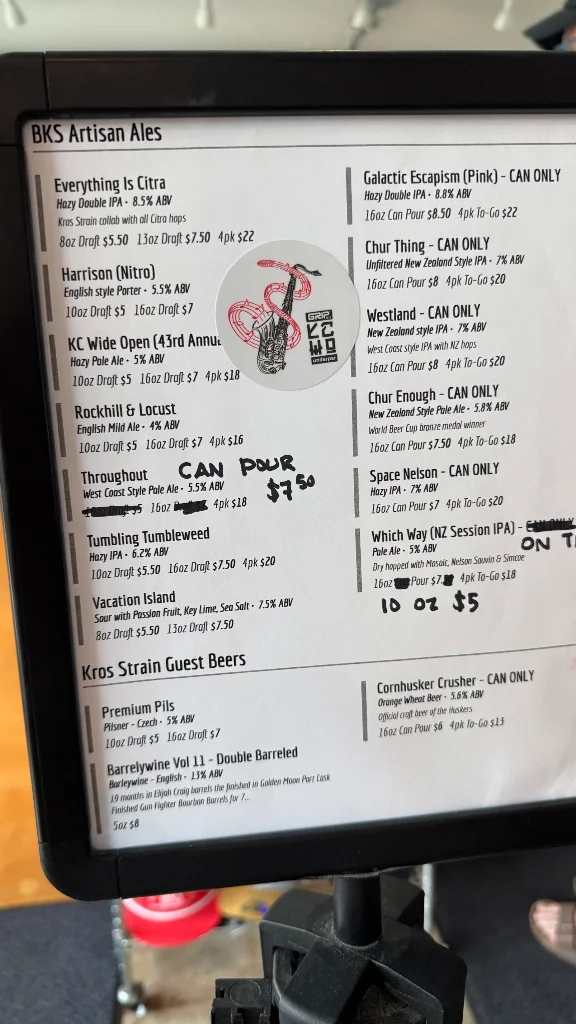 BKS Artisan Ales
Everything Is Citra
Hazy Double IPA • 8.5% ABV
Kros Strain collab with all Citra hops
8oz Draft $5.50 13oz Draft $7.50 4pk $22
Harrison (Nitro)
English style Porter • 5.5% ABV
10oz Draft $5 16oz Draft $7
KC Wide Open (43rd Annu
Hazy Pale Ale • 5% ABV
10oz Draft $5 16oz Draft $7 4pk $18
Rockhill & Locust
English Mild Ale • 4% ABV
10oz Draft $5 16oz Draft $7 4pk $16
Throughout CAN POUR
West Coast Style Pale Ale • 5.5% ABV $7.50
10oz Draft $5 16oz 4pk $18
Tumbling Tumbleweed
Hazy IPA • 6.2% ABV
10oz Draft $5.50 16oz Draft $7.50 4pk $20
Vacation Island
Sour with Passion Fruit, Key Lime, Sea Salt • 7.5% ABV
8oz Draft $5.50 13oz Draft $7.50
Galactic Escapism (Pink) - CAN ONLY
Hazy Double IPA • 8.8% ABV
16oz Can Pour $8.50 4pk To-Go $22
Chur Thing - CAN ONLY
Unfiltered New Zealand Style IPA • 7% ABV
16oz Can Pour $8 4pk To-Go $20
Westland - CAN ONLY
New Zealand style IPA • 7% ABV
West Coast style IPA with NZ hops
16oz Can Pour $8 4pk To-Go $20
Chur Enough - CAN ONLY
New Zealand Style Pale Ale • 5.8% ABV
World Beer Cup bronze medal winner
16oz Can Pour $7.50 4pk To-Go $18
Space Nelson - CAN ONLY
Hazy IPA • 7% ABV
16oz Can Pour $7 4pk To-Go $20
Which Way (NZ Session IPA) - CAN ONLY
Pale Ale • 5% ABV ON T
Dry hopped with Mosaic, Nelson Sauvin & Simcoe
16oz Pour $7. 4pk To-Go $18
10 OZ $5
GRIP.
KC
WO
underpar
Kros Strain Guest Beers
Premium Pils
Pilsner - Czech • 5% ABV
10oz Draft $5 16oz Draft $7
Barrelywine Vol 11 - Double Barreled
Barleywine - English • 13% ABV
19 months in Elijah Craig barrels the finished in Golden Moon Port Cask
Finished Gun Fighter Bourbon Barrels for 7...
5oz $8
Cornhusker Crusher - CAN ONLY
Orange Wheat Beer • 5.6% ABV
Official craft beer of the Huskers
16oz Can Pour $6 4pk To-Go $13